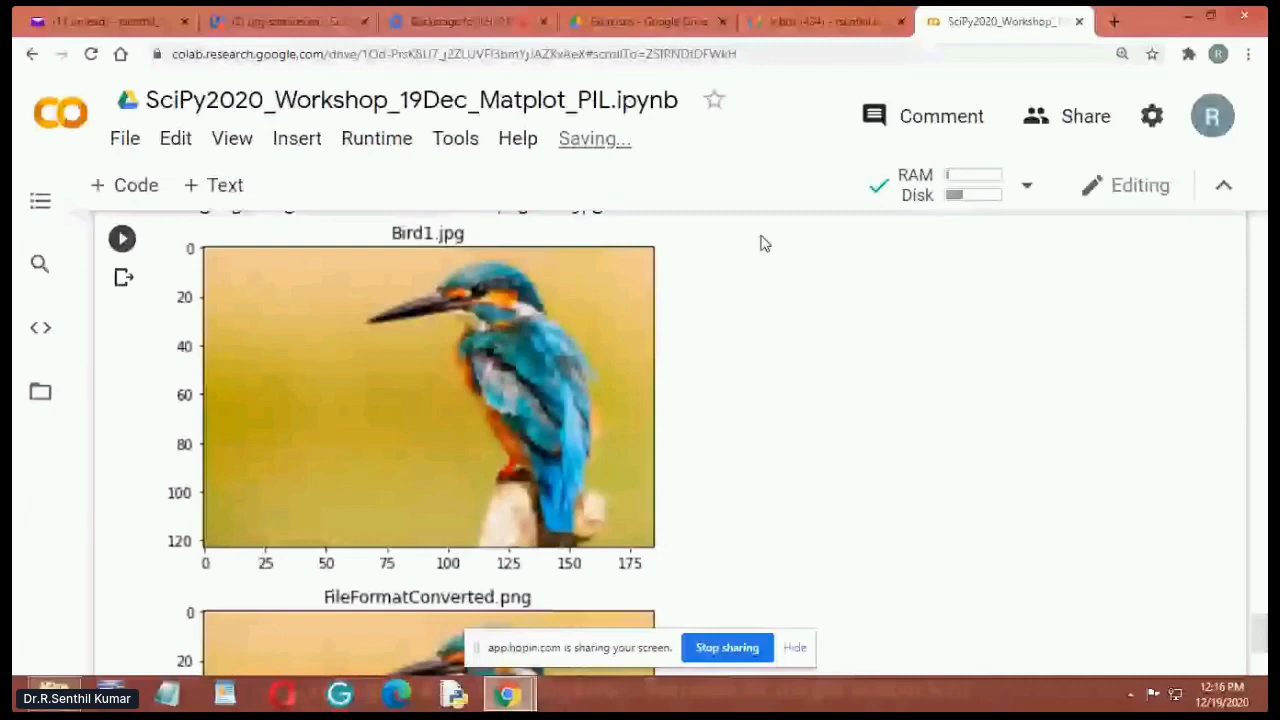 SciPy2020_Workshop_
colab.research.google.com/drive/
SciPy2020_Workshop_19Dec_Matplot_PIL.ipynb
Comment
Share
R
File Edit View Insert Runtime Tools Help Saving...
+ Code + Text
RAM
Disk
Editing
Bird1.jpg
0
20
40
60
80
100
120
0 25 50 75 100 125 150 175
FileFormatConverted.png
0
20
app.hopin.com is sharing your screen. Stop sharing Hide
Dr.R.Senthil Kumar
12:16 PM
12/19/2020